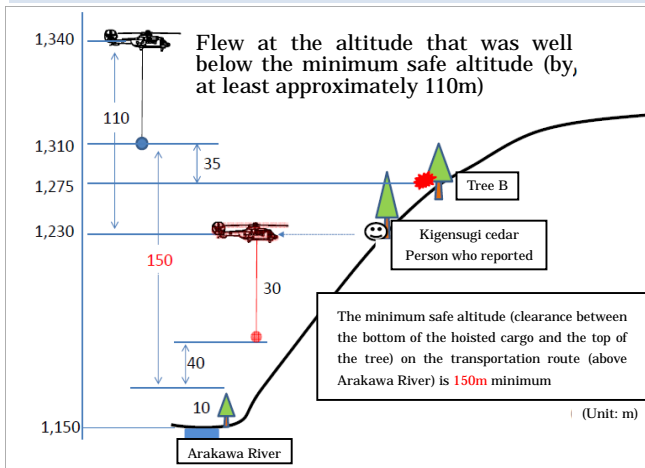 1,340
Flew at the altitude that was well
below the minimum safe altitude (by,
at least approximately 110m)
110
1,310
35
1,275
Tree B
1,230
Kigensugi cedar
Person who reported
150
30
The minimum safe altitude (clearance between
the bottom of the hoisted cargo and the top of
the tree) on the transportation route (above
Arakawa River) is 150m minimum
40
10
) (Unit: m)
1,150
Arakawa River